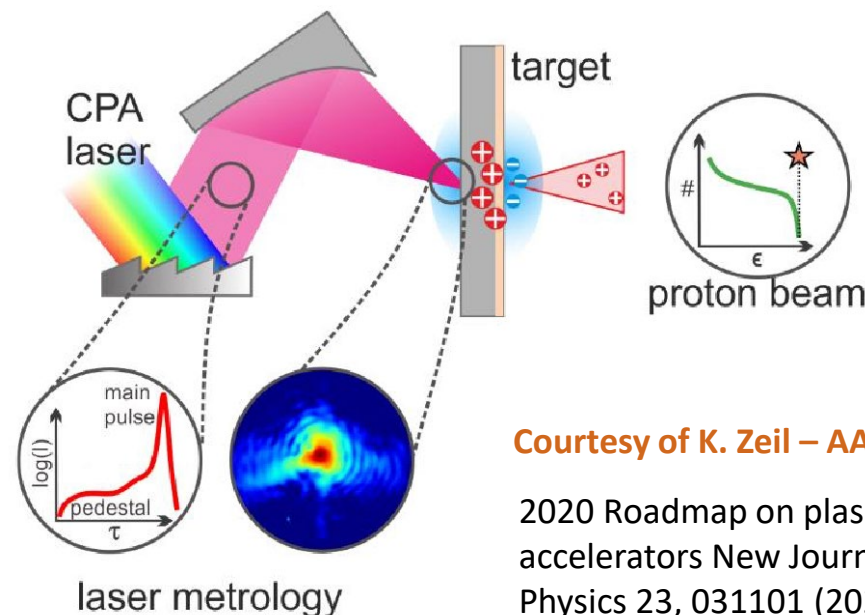 CPA
laser
target
#
ϵ
proton beam
main
pulse
log(I)
pedestal
τ
laser metrology
Courtesy of K. Zeil – AA
2020 Roadmap on plas
accelerators New Journ
Physics 23, 031101 (20